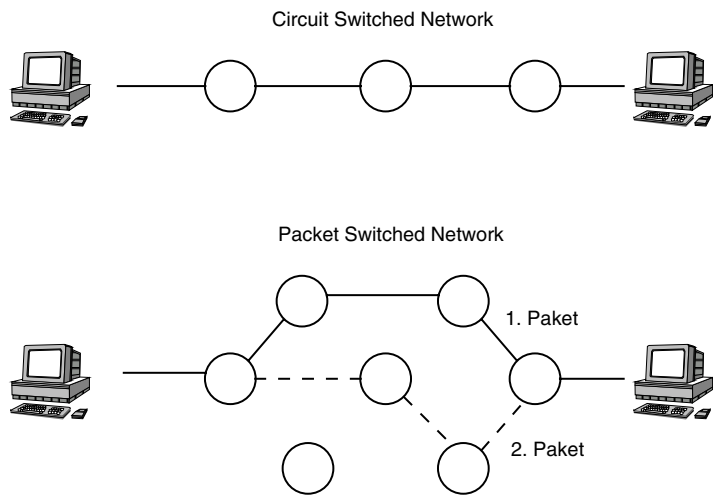 Circuit Switched Network
Packet Switched Network
1. Paket
2. Paket